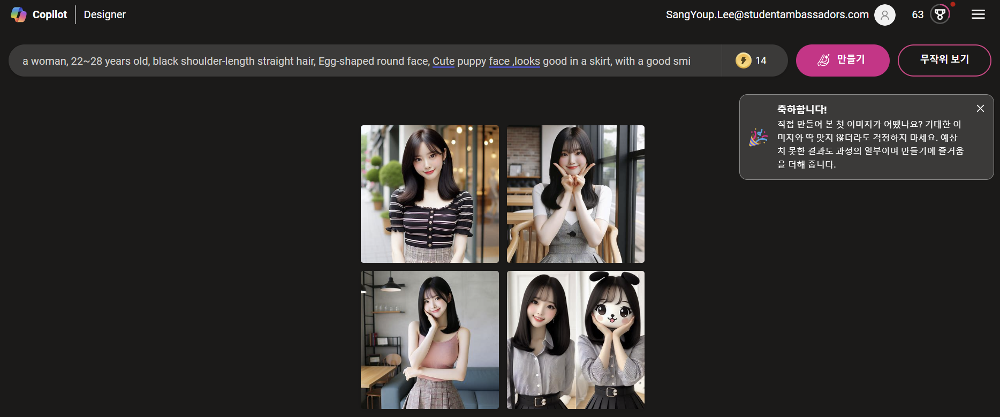 Copilot
Designer
SangYoup.Lee@studentambassadors.com
63
a woman, 22~28 years old, black shoulder-length straight hair, Egg-shaped round face, Cute puppy face ,looks good in a skirt, with a good smi
14
만들기
무작위 보기
축하합니다!
직접 만들어 본 첫 이미지가 어땠나요? 기대한 이
미지와 딱 맞지 않더라도 걱정하지 마세요. 예상
치 못한 결과도 과정의 일부이며 만들기에 즐거움
을 더해 줍니다.